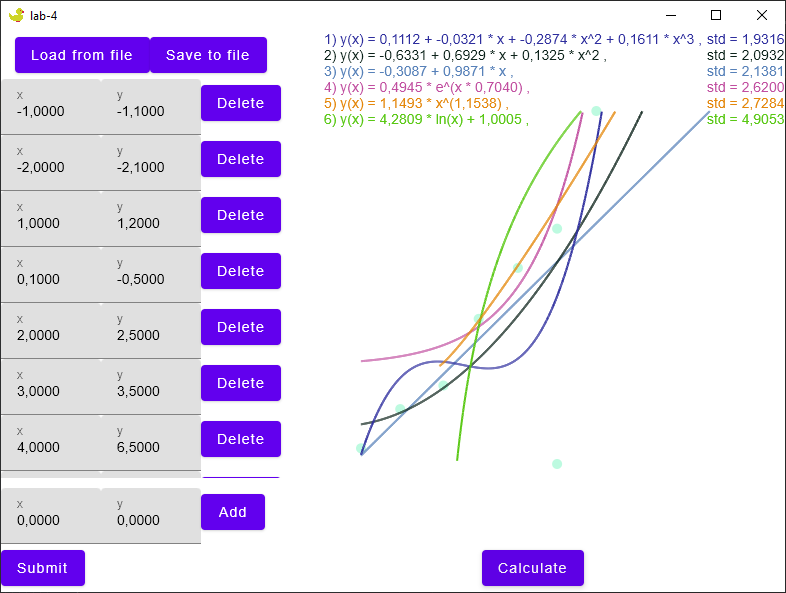 lab-4
Load from file Save to file
x y
-1,0000 -1,1000 Delete
x y
-2,0000 -2,1000 Delete
x y
1,0000 1,2000 Delete
x y
0,1000 -0,5000 Delete
x y
2,0000 2,5000 Delete
x y
3,0000 3,5000 Delete
x y
4,0000 6,5000 Delete
x y
0,0000 0,0000 Add
Submit
1) y(x) = 0,1112 + -0,0321 * x + -0,2874 * x^2 + 0,1611 * x^3 , std = 1,9316
2) y(x) = -0,6331 + 0,6929 * x + 0,1325 * x^2 , std = 2,0932
3) y(x) = -0,3087 + 0,9871 * x , std = 2,1381
4) y(x) = 0,4945 * e^(x * 0,7040) , std = 2,6200
5) y(x) = 1,1493 * x^(1,1538) , std = 2,7284
6) y(x) = 4,2809 * ln(x) + 1,0005 , std = 4,9053
Calculate